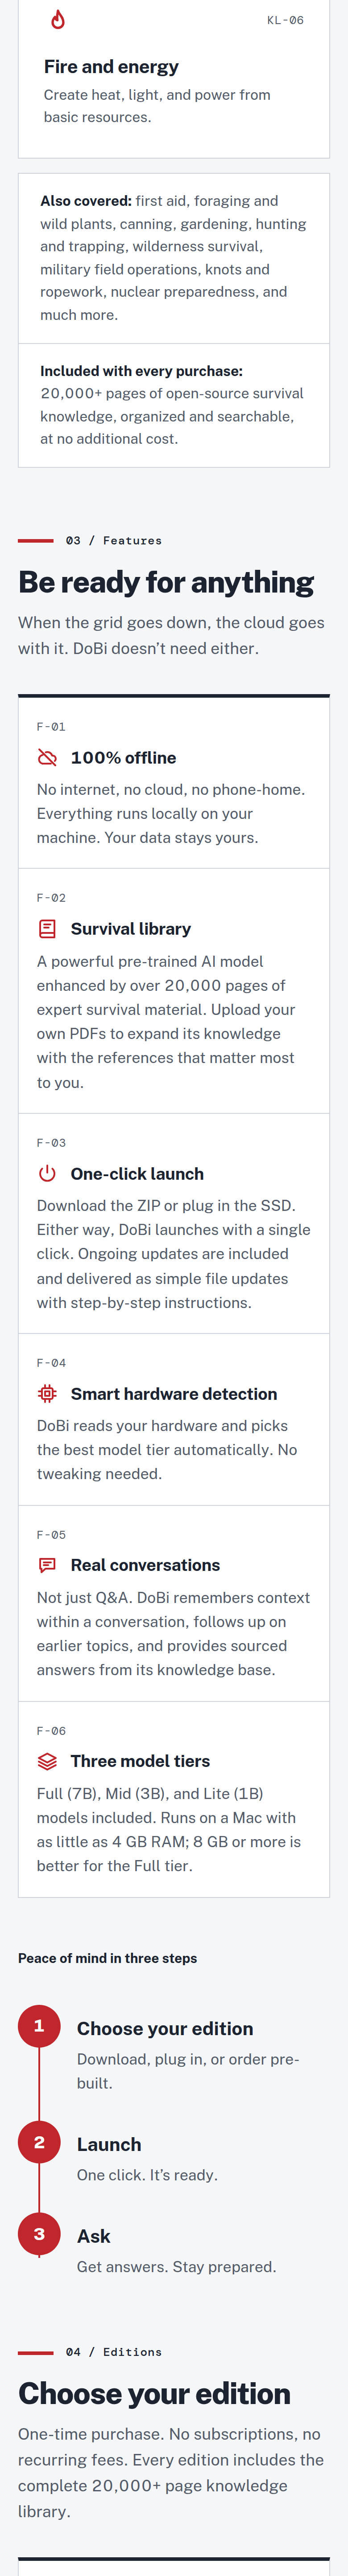 KL-06
Fire and energy
Create heat, light, and power from
basic resources.
Also covered: first aid, foraging and
wild plants, canning, gardening, hunting
and trapping, wilderness survival,
military field operations, knots and
ropework, nuclear preparedness, and
much more.
Included with every purchase:
20,000+ pages of open-source survival
knowledge, organized and searchable,
at no additional cost.
03 / Features
Be ready for anything
When the grid goes down, the cloud goes
with it. DoBi doesn’t need either.
F-01
100% offline
No internet, no cloud, no phone-home.
Everything runs locally on your
machine. Your data stays yours.
F-02
Survival library
A powerful pre-trained AI model
enhanced by over 20,000 pages of
expert survival material. Upload your
own PDFs to expand its knowledge
with the references that matter most
to you.
F-03
One-click launch
Download the ZIP or plug in the SSD.
Either way, DoBi launches with a single
click. Ongoing updates are included
and delivered as simple file updates
with step-by-step instructions.
F-04
Smart hardware detection
DoBi reads your hardware and picks
the best model tier automatically. No
tweaking needed.
F-05
Real conversations
Not just Q&A. DoBi remembers context
within a conversation, follows up on
earlier topics, and provides sourced
answers from its knowledge base.
F-06
Three model tiers
Full (7B), Mid (3B), and Lite (1B)
models included. Runs on a Mac with
as little as 4 GB RAM; 8 GB or more is
better for the Full tier.
Peace of mind in three steps
1
Choose your edition
Download, plug in, or order pre-
built.
2
Launch
One click. It’s ready.
3
Ask
Get answers. Stay prepared.
04 / Editions
Choose your edition
One-time purchase. No subscriptions, no
recurring fees. Every edition includes the
complete 20,000+ page knowledge
library.